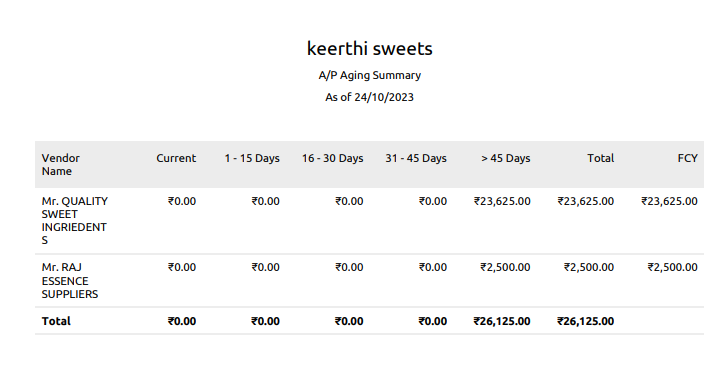 keerthi sweets
A/P Aging Summary
As of 24/10/2023
Vendor Name Current 1 - 15 Days 16 - 30 Days 31 - 45 Days > 45 Days Total FCY
Mr. QUALITY SWEET INGRIEDENTS ₹0.00 ₹0.00 ₹0.00 ₹0.00 ₹23,625.00 ₹23,625.00 ₹23,625.00
Mr. RAJ ESSENCE SUPPLIERS ₹0.00 ₹0.00 ₹0.00 ₹0.00 ₹2,500.00 ₹2,500.00 ₹2,500.00
Total ₹0.00 ₹0.00 ₹0.00 ₹0.00 ₹26,125.00 ₹26,125.00